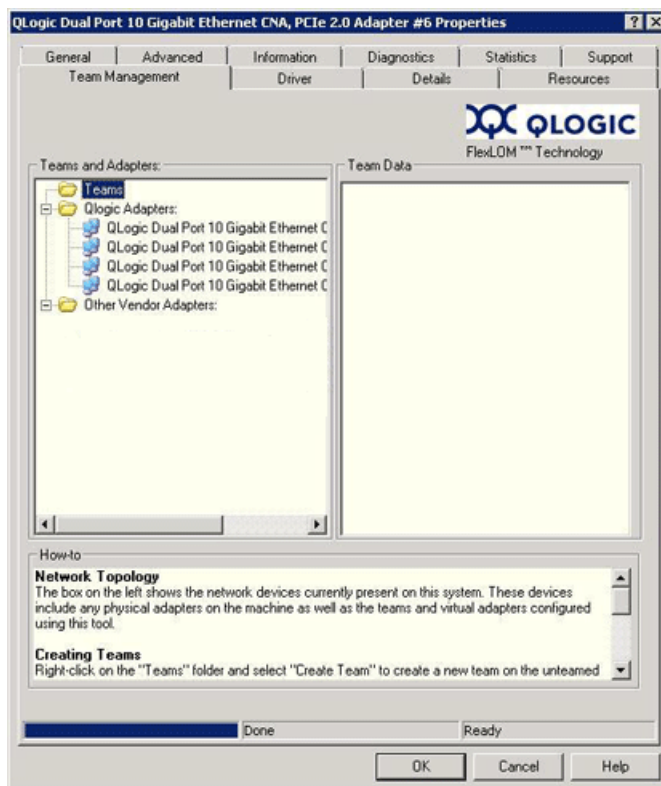 QLogic Dual Port 10 Gigabit Ethernet CNA, PCIe 2.0 Adapter #6 Properties
General Advanced Information Diagnostics Statistics Support
Team Management Driver Details Resources
QLOGIC
FlexLOM ™ Technology
Teams and Adapters:
Teams
Qlogic Adapters:
QLogic Dual Port 10 Gigabit Ethernet C
QLogic Dual Port 10 Gigabit Ethernet C
QLogic Dual Port 10 Gigabit Ethernet C
QLogic Dual Port 10 Gigabit Ethernet C
Other Vendor Adapters:
Team Data
How-to
Network Topology
The box on the left shows the network devices currently present on this system. These devices
include any physical adapters on the machine as well as the teams and virtual adapters configured
using this tool.
Creating Teams
Right-click on the "Teams" folder and select "Create Team" to create a new team on the unteamed
Done Ready
OK Cancel Help